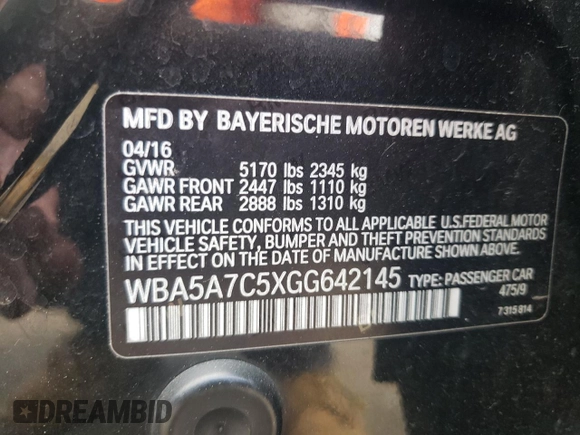 MFD BY BAYERISCHE MOTOREN WERKE AG
04/16
GVWR 5170 lbs 2345 kg
GAWR FRONT 2447 lbs 1110 kg
GAWR REAR 2888 lbs 1310 kg
THIS VEHICLE CONFORMS TO ALL APPLICABLE U.S.FEDERAL MOTOR
VEHICLE SAFETY, BUMPER AND THEFT PREVENTION STANDARDS
IN EFFECT ON THE DATE OF MANUFACTURE SHOWN ABOVE.
WBA5A7C5XGG642145 TYPE: PASSENGER CAR
475/9
7315814
DREAMBID